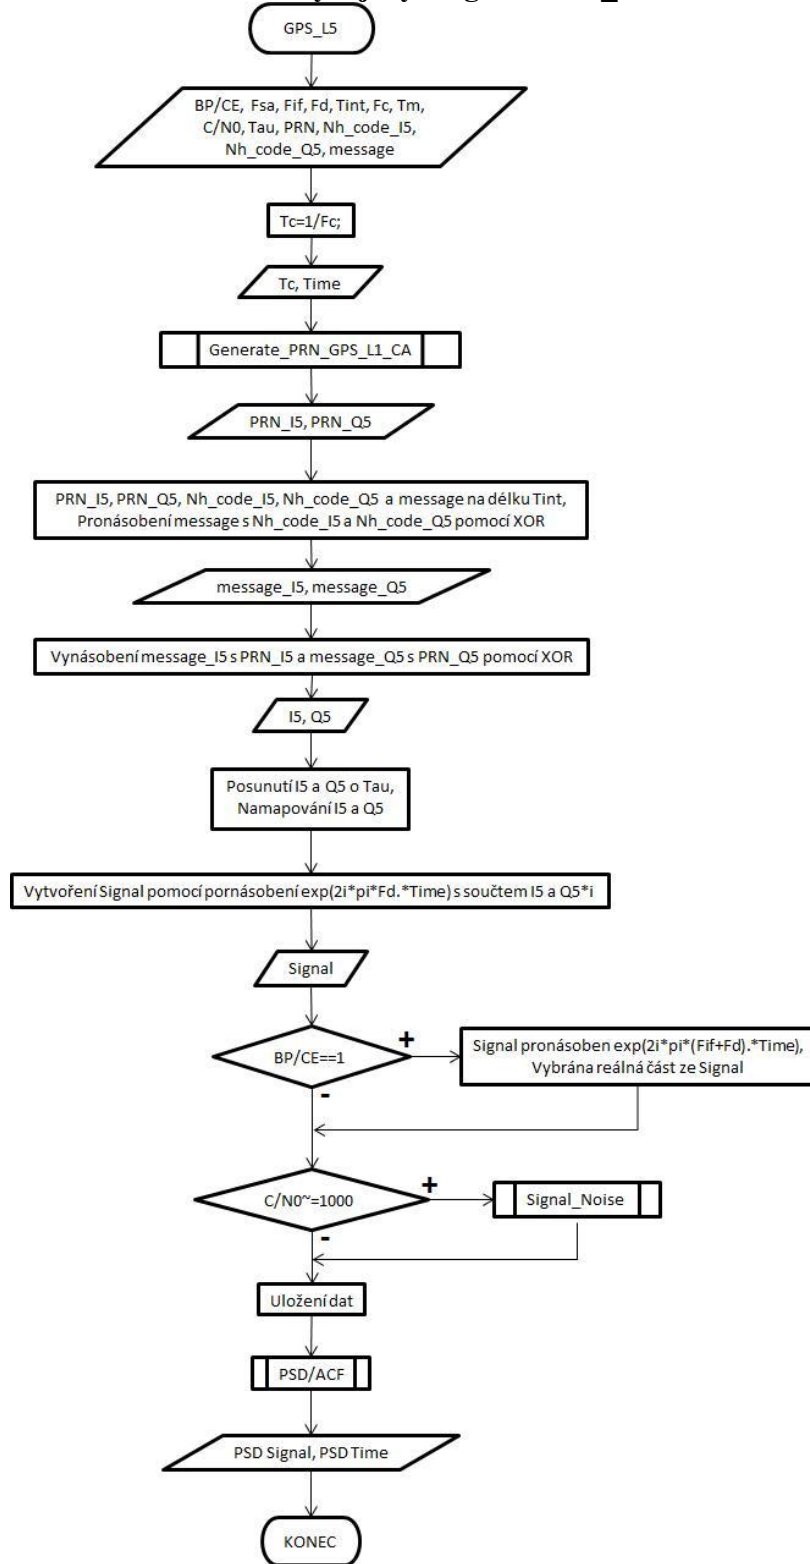 GPS_L5
BP/CE, Fsa, Fif, Fd, Tint, Fc, Tm,
C/N0, Tau, PRN, Nh_code_I5,
Nh_code_Q5, message
Tc=1/Fc;
Tc, Time
Generate_PRN_GPS_L1_CA
PRN_I5, PRN_Q5
PRN_I5, PRN_Q5, Nh_code_I5, Nh_code_Q5 a message na délku Tint,
Pronásobení message s Nh_code_I5 a Nh_code_Q5 pomocí XOR
message_I5, message_Q5
Vynásobení message_I5 s PRN_I5 a message_Q5 s PRN_Q5 pomocí XOR
I5, Q5
Posunutí I5 a Q5 o Tau,
Namapování I5 a Q5
Vytvoření Signal pomocí pornásobení exp(2i*pi*Fd.*Time) s součtem I5 a Q5*i
Signal
BP/CE==1
+
Signal pronásoben exp(2i*pi*(Fif+Fd).*Time),
Vybrána reálná část ze Signal
-
C/N0~=1000
+
Signal_Noise
-
Uložení dat
PSD/ACF
PSD Signal, PSD Time
KONEC